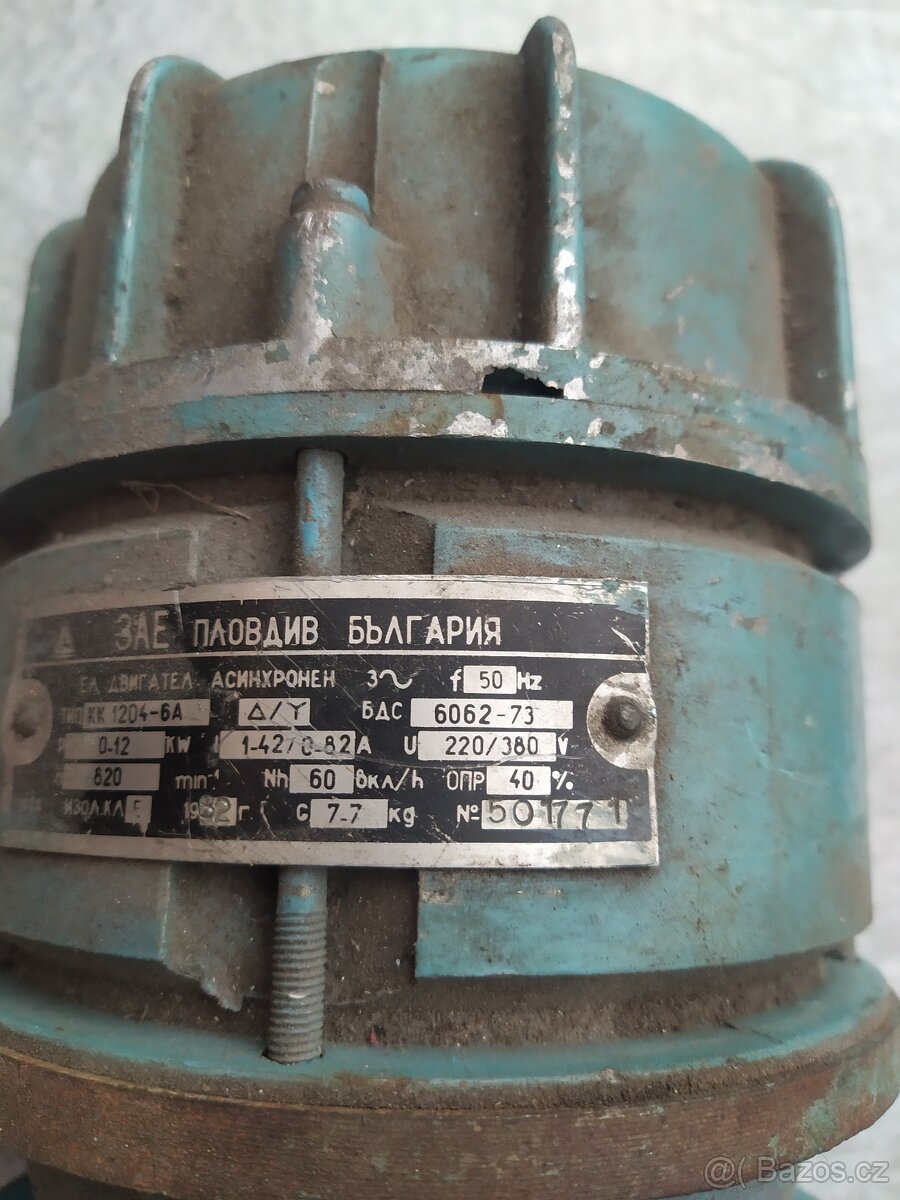 ЗАЕ ПЛОВДИВ БЪЛГАРИЯ
ЕЛ ДВИГАТЕЛ АСИНХРОНЕН 3~ f 50 Hz
ТИП КК 1204-6А Δ/Y БДС 6062-73
P 0-12 KW I 1-42/0-82 A U 220/380 V
820 min⁻¹ Nh 60 вкл/h ОПР 40 %
ИЗОЛ.КЛ E 1982 г G 7-7 kg № 501771
@( Bazos.cz